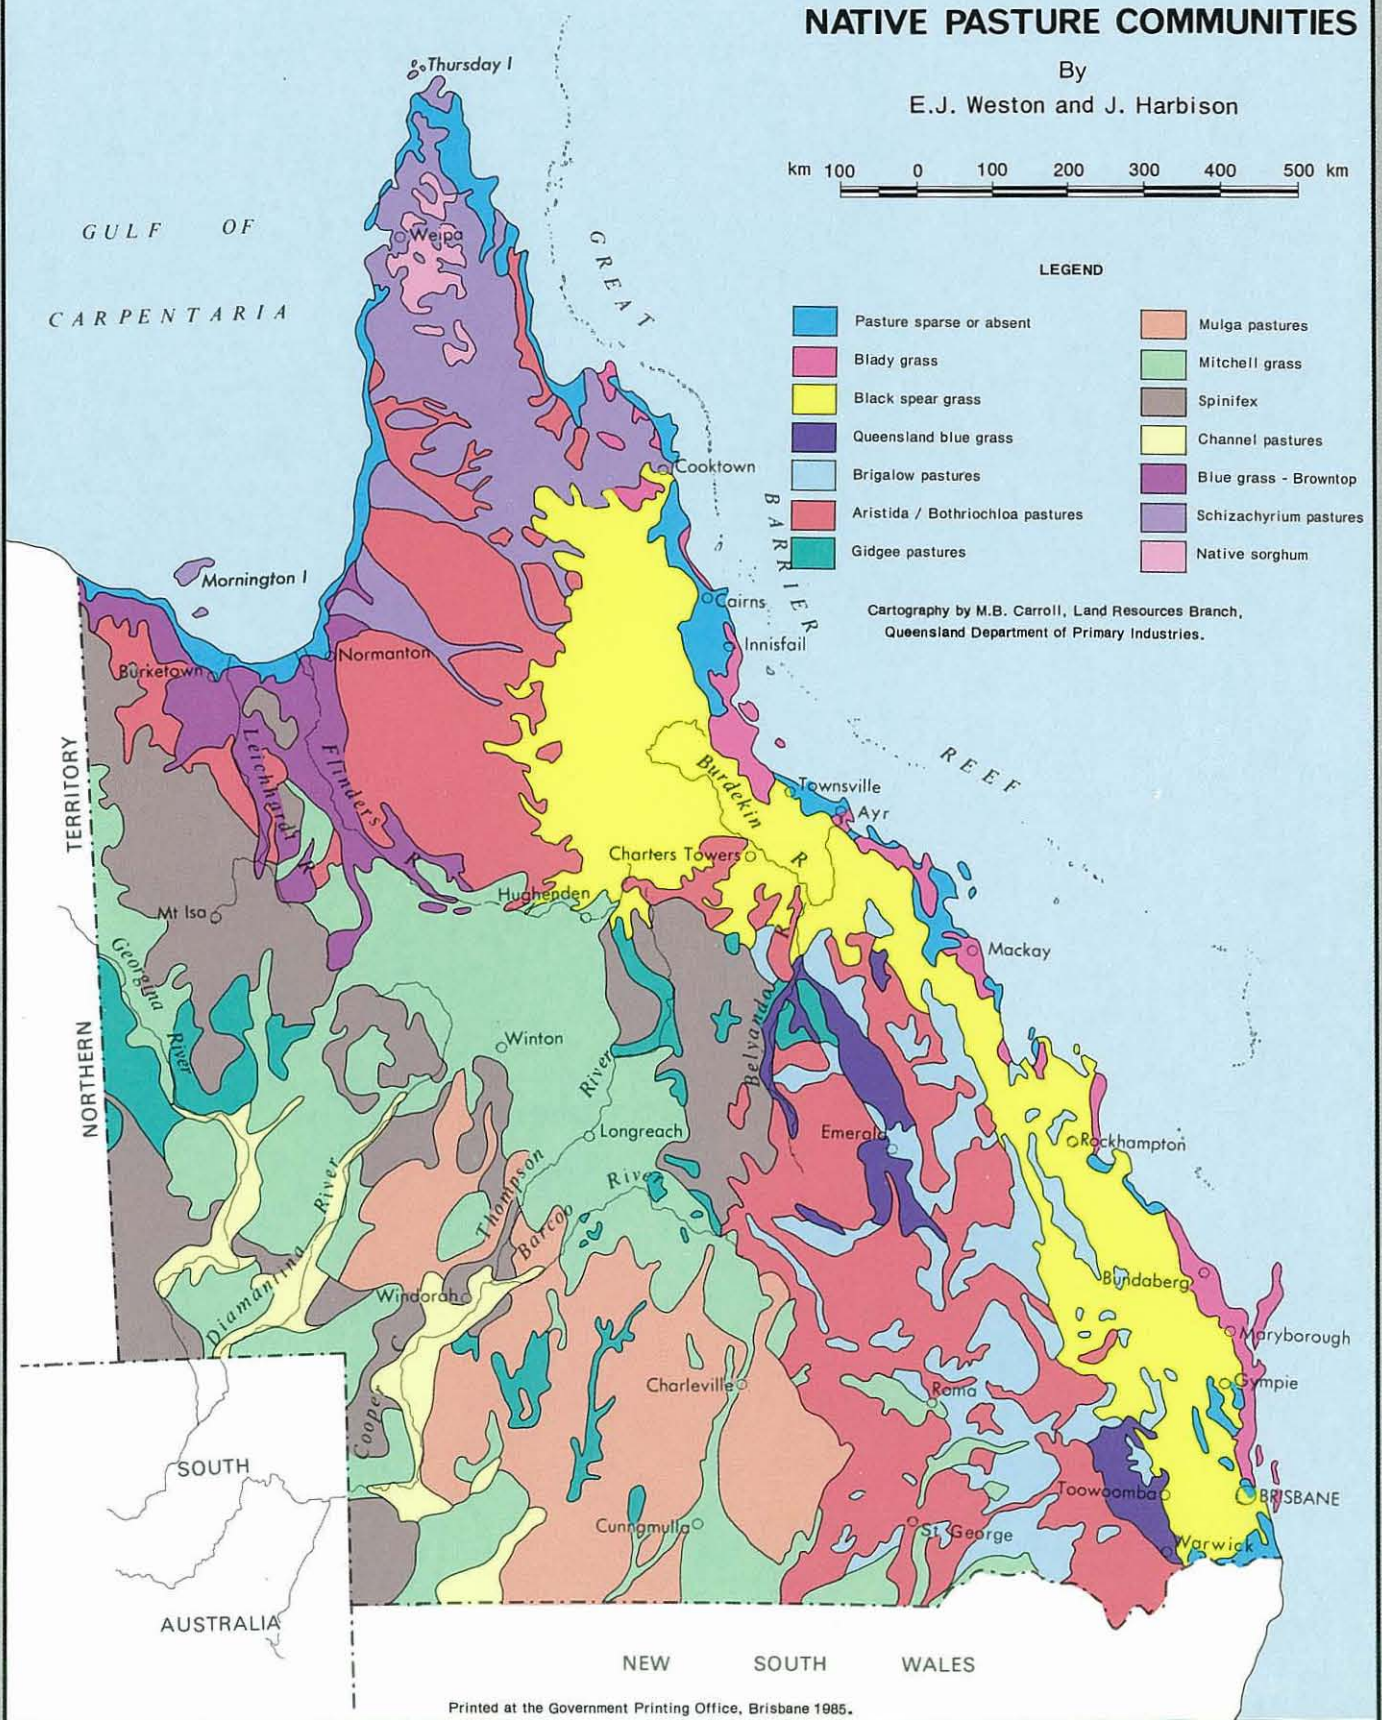 NATIVE PASTURE COMMUNITIES
By
E.J. Weston and J. Harbison
km 100 0 100 200 300 400 500 km
LEGEND
Pasture sparse or absent
Blady grass
Black spear grass
Queensland blue grass
Brigalow pastures
Aristida / Bothriochloa pastures
Gidgee pastures
Mulga pastures
Mitchell grass
Spinifex
Channel pastures
Blue grass - Browntop
Schizachyrium pastures
Native sorghum
Cartography by M.B. Carroll, Land Resources Branch,
Queensland Department of Primary Industries.
Thursday I
GULF OF
CARPENTARIA
Weipa
GREAT
BARRIER
REEF
Cooktown
Mornington I
Cairns
Innisfail
Normanton
Burketown
Leichhardt
R
Flinders
R
Burdekin
R
Townsville
Ayr
Charters Towers
Hughenden
Mt Isa
Mackay
Georgina
River
Winton
Belyando
R
River
Longreach
Emerald
Rockhampton
Thompson
Barcoo
River
Diamantina
River
Windorah
Cooper
C
Bundaberg
Maryborough
Gympie
Charleville
Roma
Toowoomba
BRISBANE
Cunnamulla
St. George
Warwick
NORTHERN
TERRITORY
SOUTH
AUSTRALIA
NEW SOUTH WALES
Printed at the Government Printing Office, Brisbane 1985.